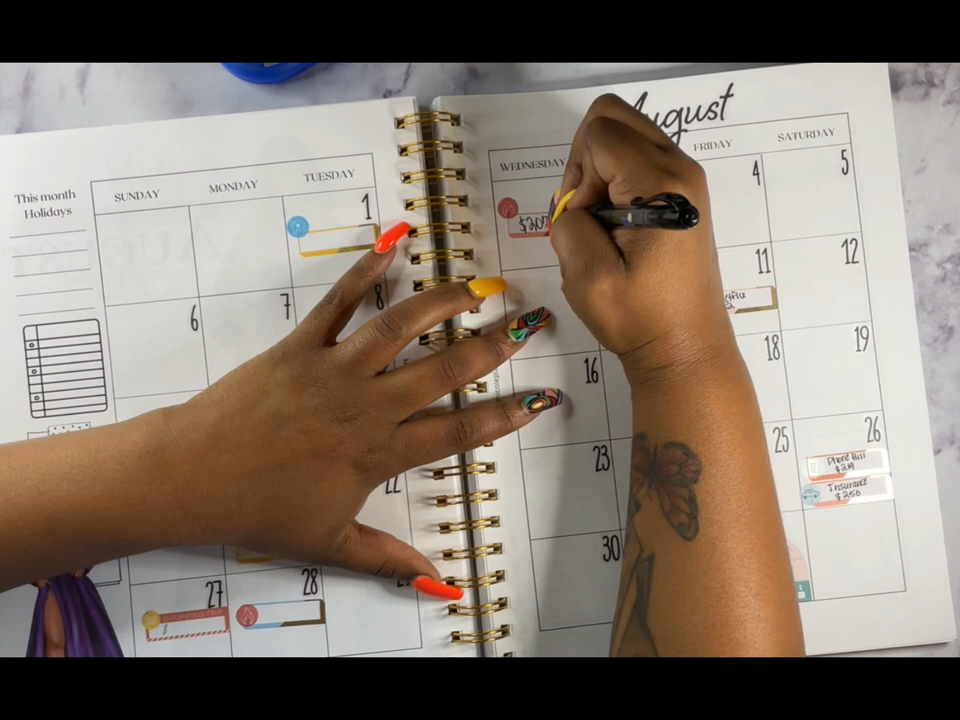 August
This month
Holidays
SUNDAY
MONDAY
TUESDAY
WEDNESDAY
FRIDAY
SATURDAY
1
4
5
6
7
8
11
12
16
18
19
22
23
25
26
Phone Bill
$219
Insurance
$250
27
28
30